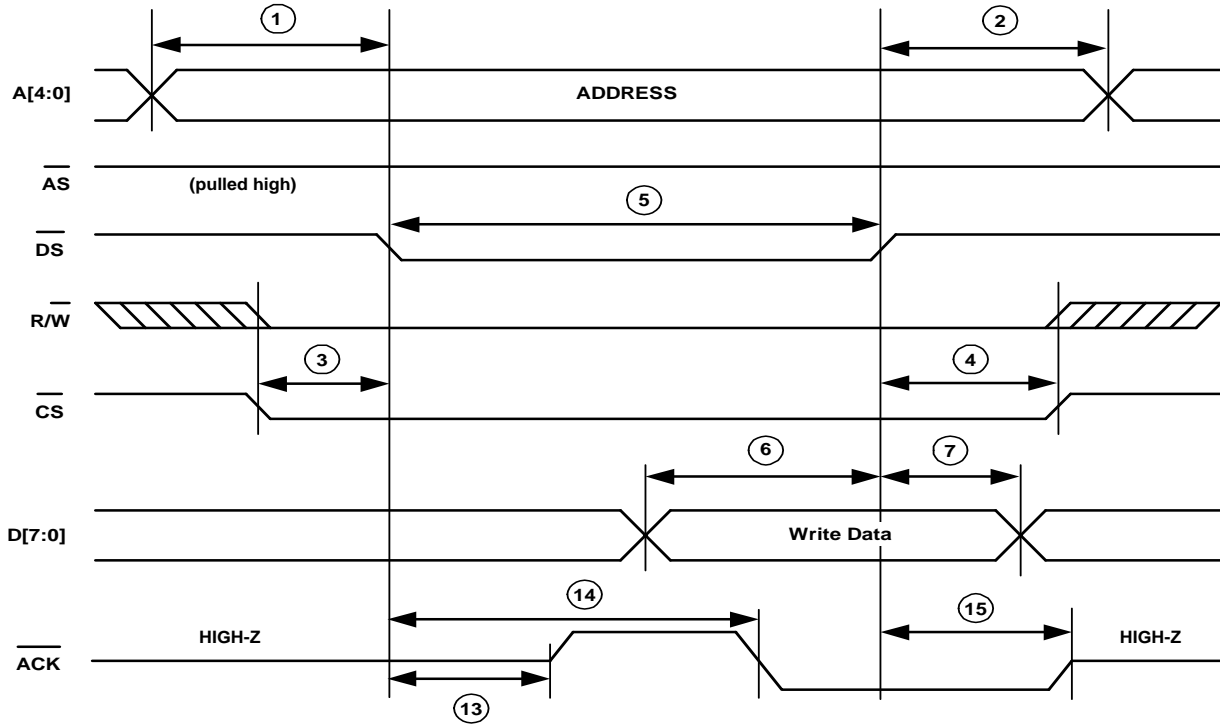 1
2
A[4:0]
ADDRESS
AS
(pulled high)
5
DS
R/W
3
4
CS
6
7
D[7:0]
Write Data
14
15
HIGH-Z
HIGH-Z
ACK
13